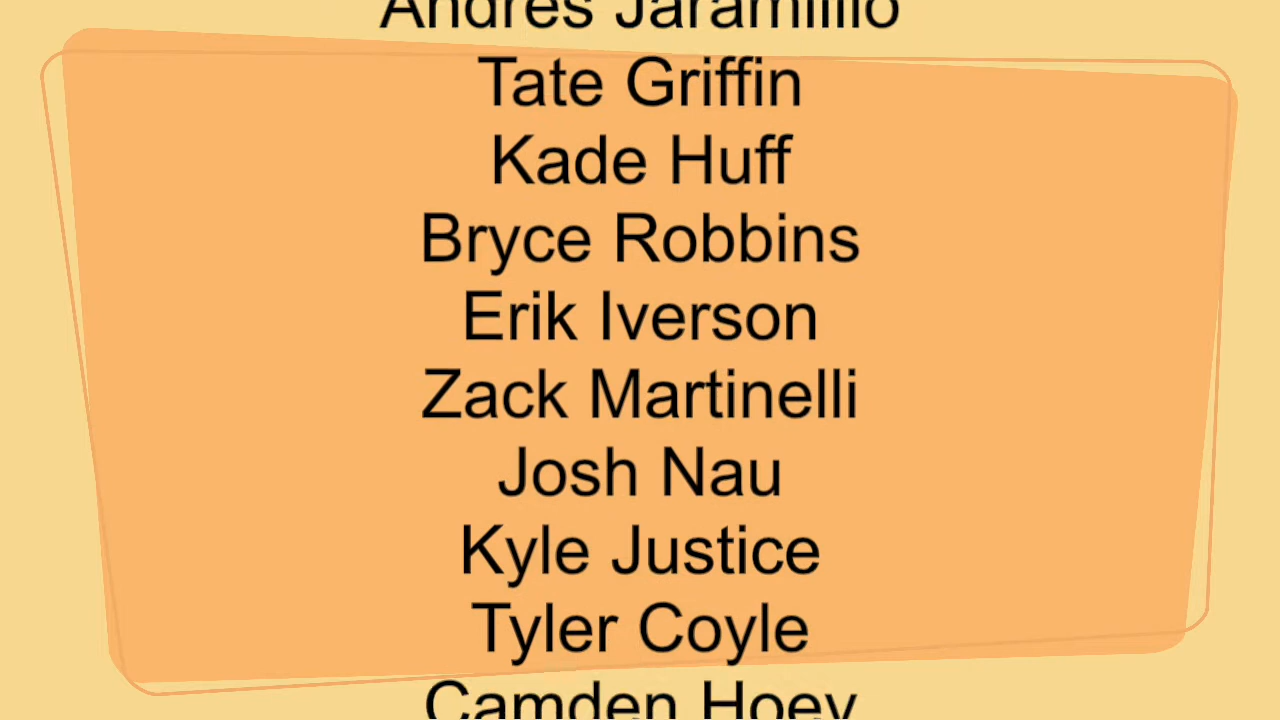 Andres Jaramilllo
Tate Griffin
Kade Huff
Bryce Robbins
Erik Iverson
Zack Martinelli
Josh Nau
Kyle Justice
Tyler Coyle
Camden Hoey